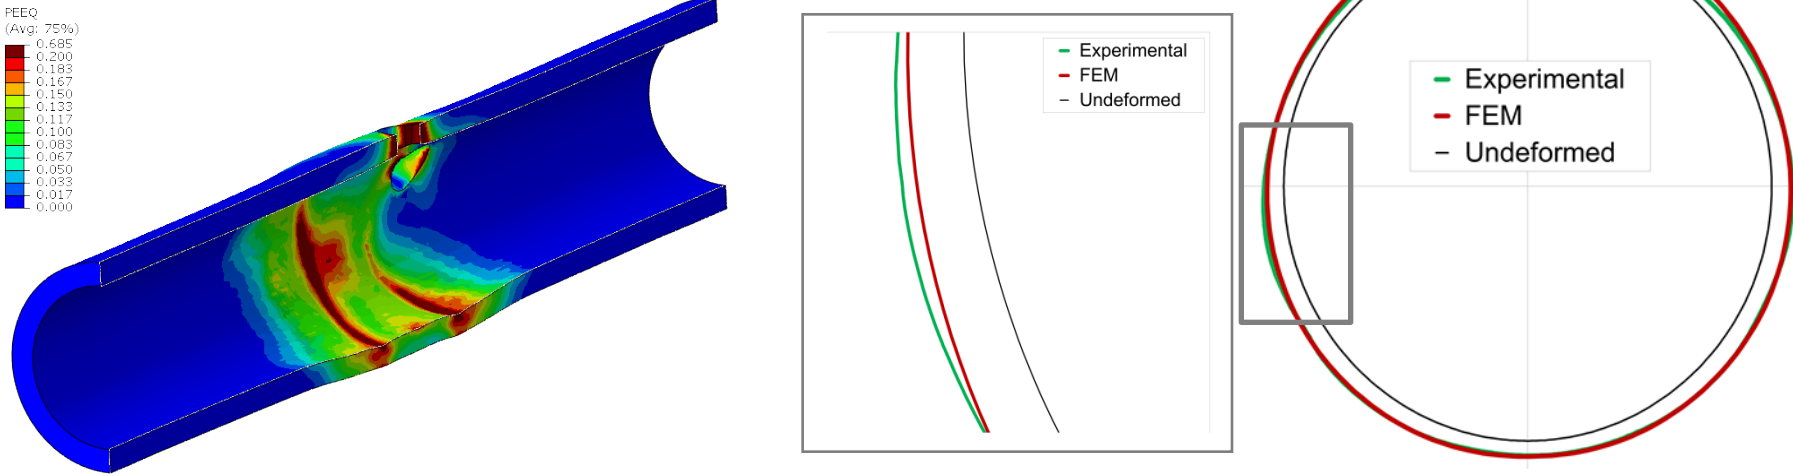 PEEQ
(Avg: 75%)
0.685
0.200
0.183
0.167
0.150
0.133
0.117
0.100
0.083
0.067
0.050
0.033
0.017
0.000
Experimental
FEM
Undeformed
Experimental
FEM
Undeformed